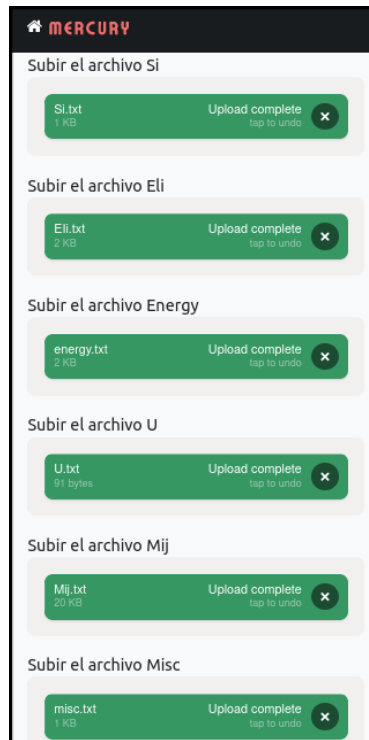 MERCURY
Subir el archivo Si
Si.txt Upload complete
1 KB tap to undo
Subir el archivo Eli
Eli.txt Upload complete
2 KB tap to undo
Subir el archivo Energy
energy.txt Upload complete
2 KB tap to undo
Subir el archivo U
U.txt Upload complete
91 bytes tap to undo
Subir el archivo Mij
Mij.txt Upload complete
20 KB tap to undo
Subir el archivo Misc
misc.txt Upload complete
1 KB tap to undo